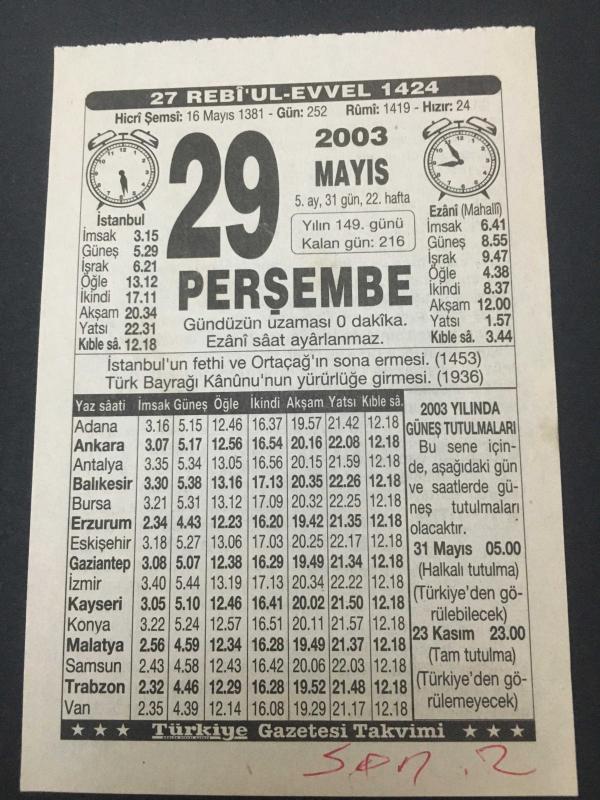 27 REBÎ'UL-EVVEL 1424
Hicrî Şemsî: 16 Mayıs 1381 - Gün: 252 Rûmî: 1419 - Hızır: 24
29
2003
MAYIS
5. ay, 31 gün, 22. hafta
Yılın 149. günü
Kalan gün: 216
PERŞEMBE
Gündüzün uzaması 0 dakîka.
Ezânî sâat ayârlanmaz.
İstanbul
İmsak 3.15
Güneş 5.29
İşrak 6.21
Öğle 13.12
İkindi 17.11
Akşam 20.34
Yatsı 22.31
Kıble sâ. 12.18
Ezânî (Mahallî)
İmsak 6.41
Güneş 8.55
İşrak 9.47
Öğle 4.38
İkindi 8.37
Akşam 12.00
Yatsı 1.57
Kıble sâ. 3.44
İstanbul'un fethi ve Ortaçağ'ın sona ermesi. (1453)
Türk Bayrağı Kânûnu'nun yürürlüğe girmesi. (1936)
Yaz sâati İmsak Güneş Öğle İkindi Akşam Yatsı Kıble sâ.
Adana 3.16 5.15 12.46 16.37 19.57 21.42 12.18
Ankara 3.07 5.17 12.56 16.54 20.16 22.08 12.18
Antalya 3.35 5.34 13.05 16.56 20.15 21.59 12.18
Balıkesir 3.30 5.38 13.16 17.13 20.35 22.26 12.18
Bursa 3.21 5.31 13.12 17.09 20.32 22.25 12.18
Erzurum 2.34 4.43 12.23 16.20 19.42 21.35 12.18
Eskişehir 3.18 5.27 13.06 17.03 20.25 22.17 12.18
Gaziantep 3.08 5.07 12.38 16.29 19.49 21.34 12.18
İzmir 3.40 5.44 13.19 17.13 20.34 22.22 12.18
Kayseri 3.05 5.10 12.46 16.41 20.02 21.50 12.18
Konya 3.22 5.24 12.57 16.51 20.11 21.57 12.18
Malatya 2.56 4.59 12.34 16.28 19.49 21.37 12.18
Samsun 2.43 4.58 12.43 16.42 20.06 22.03 12.18
Trabzon 2.32 4.46 12.29 16.28 19.52 21.48 12.18
Van 2.35 4.39 12.14 16.08 19.29 21.17 12.18
2003 YILINDA
GÜNEŞ TUTULMALARI
Bu sene için-
de, aşağıdaki gün
ve saatlerde gü-
neş tutulmaları
olacaktır.
31 Mayıs 05.00
(Halkalı tutulma)
(Türkiye'den gö-
rülebilecek)
23 Kasım 23.00
(Tam tutulma)
(Türkiye'den gö-
rülemeyecek)
Türkiye Gazetesi Takvimi
son.2